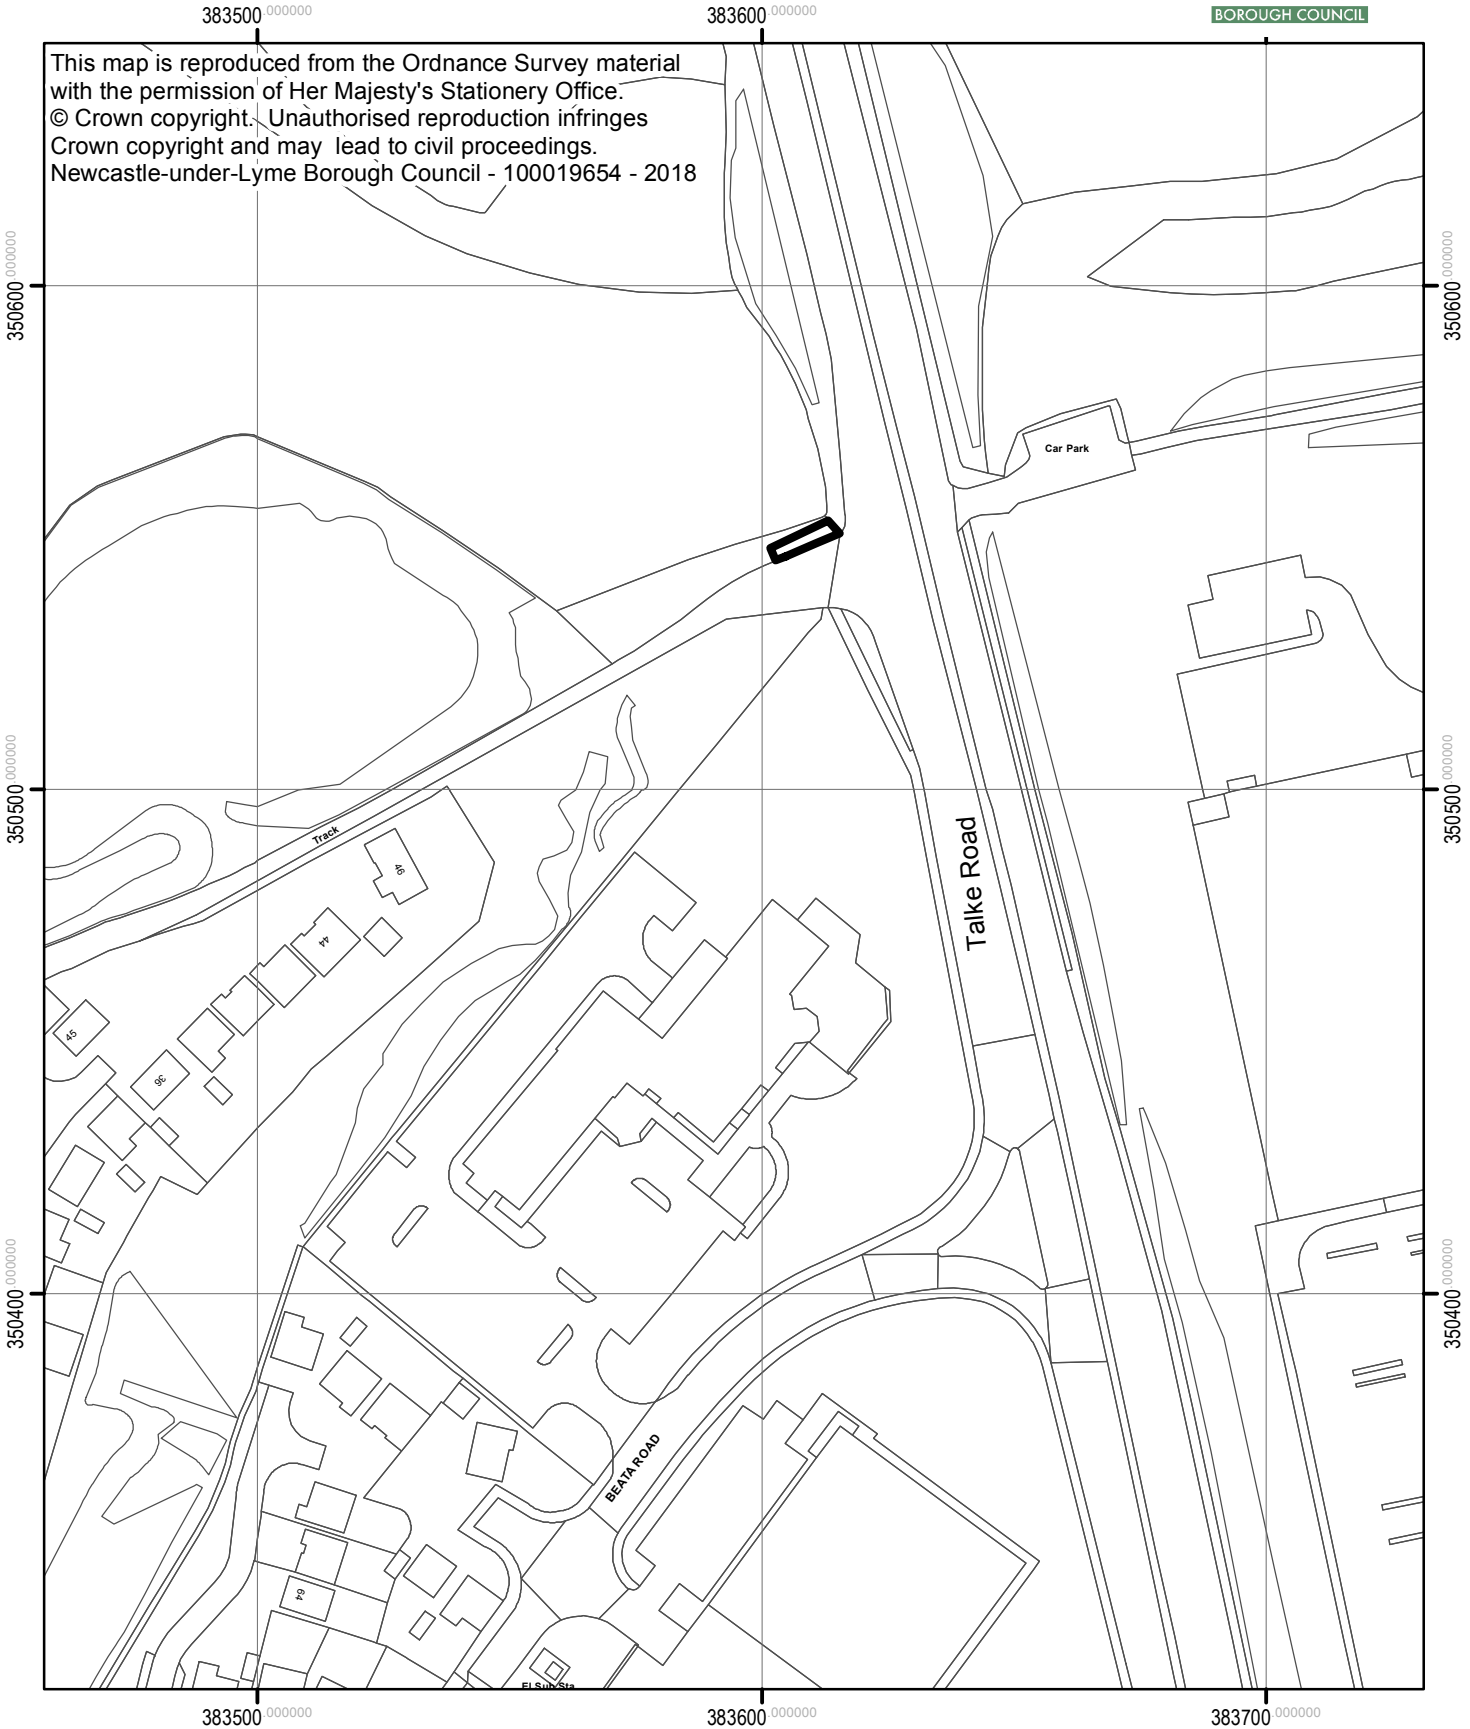 383500.000000
383600.000000
BOROUGH COUNCIL
This map is reproduced from the Ordnance Survey material
with the permission of Her Majesty's Stationery Office.
© Crown copyright. Unauthorised reproduction infringes
Crown copyright and may lead to civil proceedings.
Newcastle-under-Lyme Borough Council - 100019654 - 2018
350600.000000
350600.000000
Car Park
350500.000000
350500.000000
Track
46
Talke Road
44
45
36
350400.000000
350400.000000
BEATA ROAD
64
El Sub Sta
383500.000000
383600.000000
383700.000000